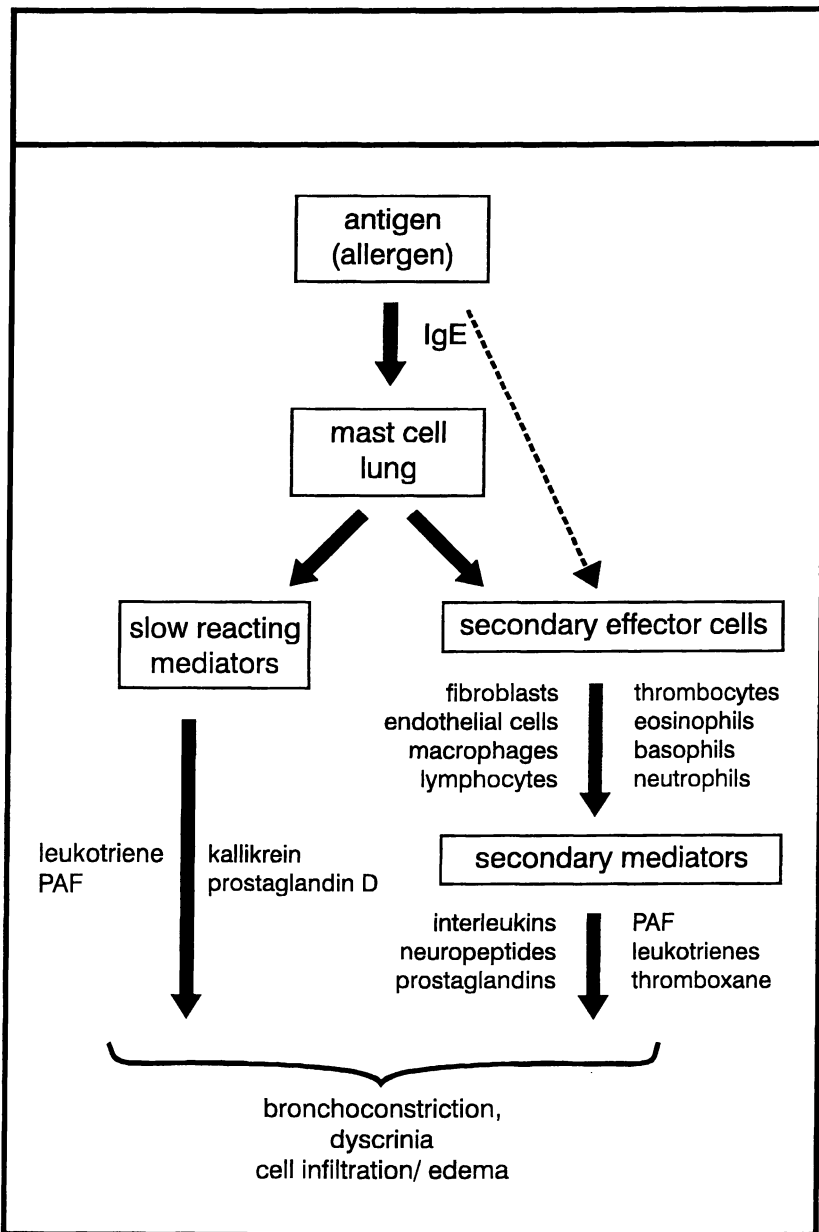 antigen
(allergen)
IgE
mast cell
lung
slow reacting
mediators
secondary effector cells
fibroblasts
endothelial cells
macrophages
lymphocytes
thrombocytes
eosinophils
basophils
neutrophils
leukotriene
PAF
kallikrein
prostaglandin D
secondary mediators
interleukins
neuropeptides
prostaglandins
PAF
leukotrienes
thromboxane
bronchoconstriction,
dyscrinia
cell infiltration/ edema